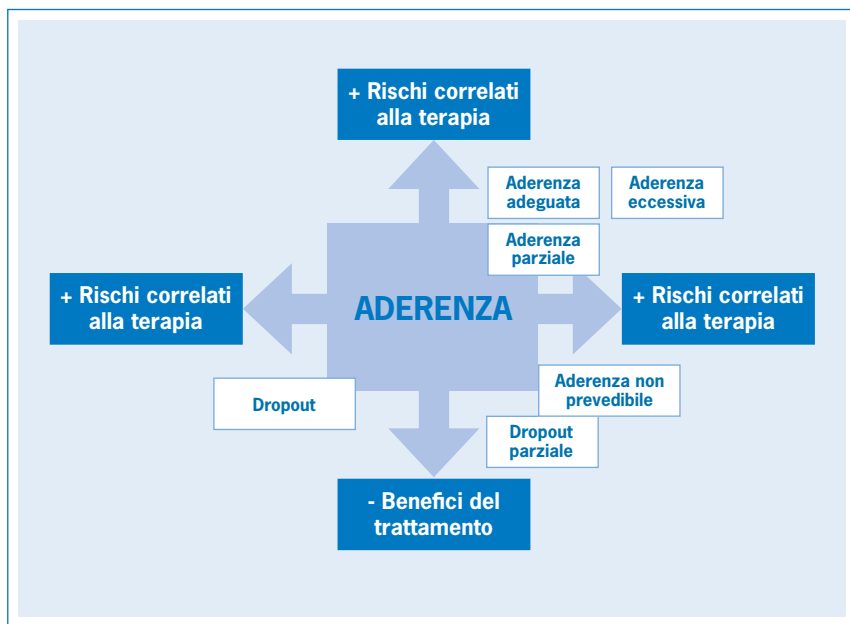 + Rischi correlati
alla terapia
Aderenza
adeguata
Aderenza
eccessiva
Aderenza
parziale
+ Rischi correlati
alla terapia
ADERENZA
+ Rischi correlati
alla terapia
Dropout
Aderenza non
prevedibile
Dropout
parziale
- Benefici del
trattamento